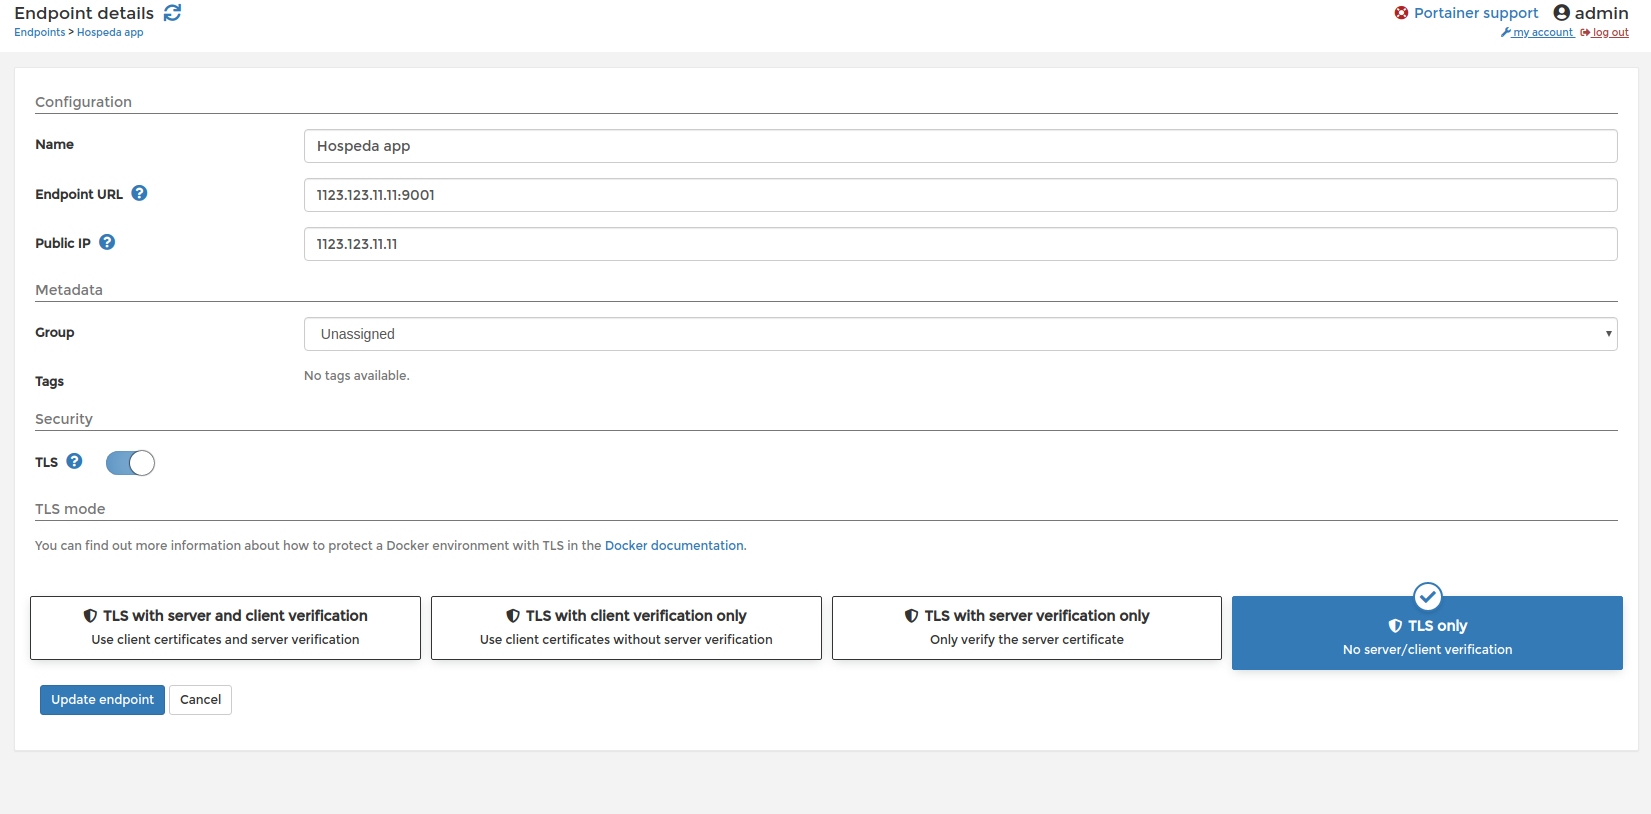 Endpoint details
Portainer support admin
Endpoints > Hospeda app
my account log out
Configuration
Name
Hospeda app
Endpoint URL ?
1123.123.11.11:9001
Public IP ?
1123.123.11.11
Metadata
Group
Unassigned
Tags
No tags available.
Security
TLS ?
TLS mode
You can find out more information about how to protect a Docker environment with TLS in the Docker documentation.
TLS with server and client verification
Use client certificates and server verification
TLS with client verification only
Use client certificates without server verification
TLS with server verification only
Only verify the server certificate
TLS only
No server/client verification
Update endpoint
Cancel